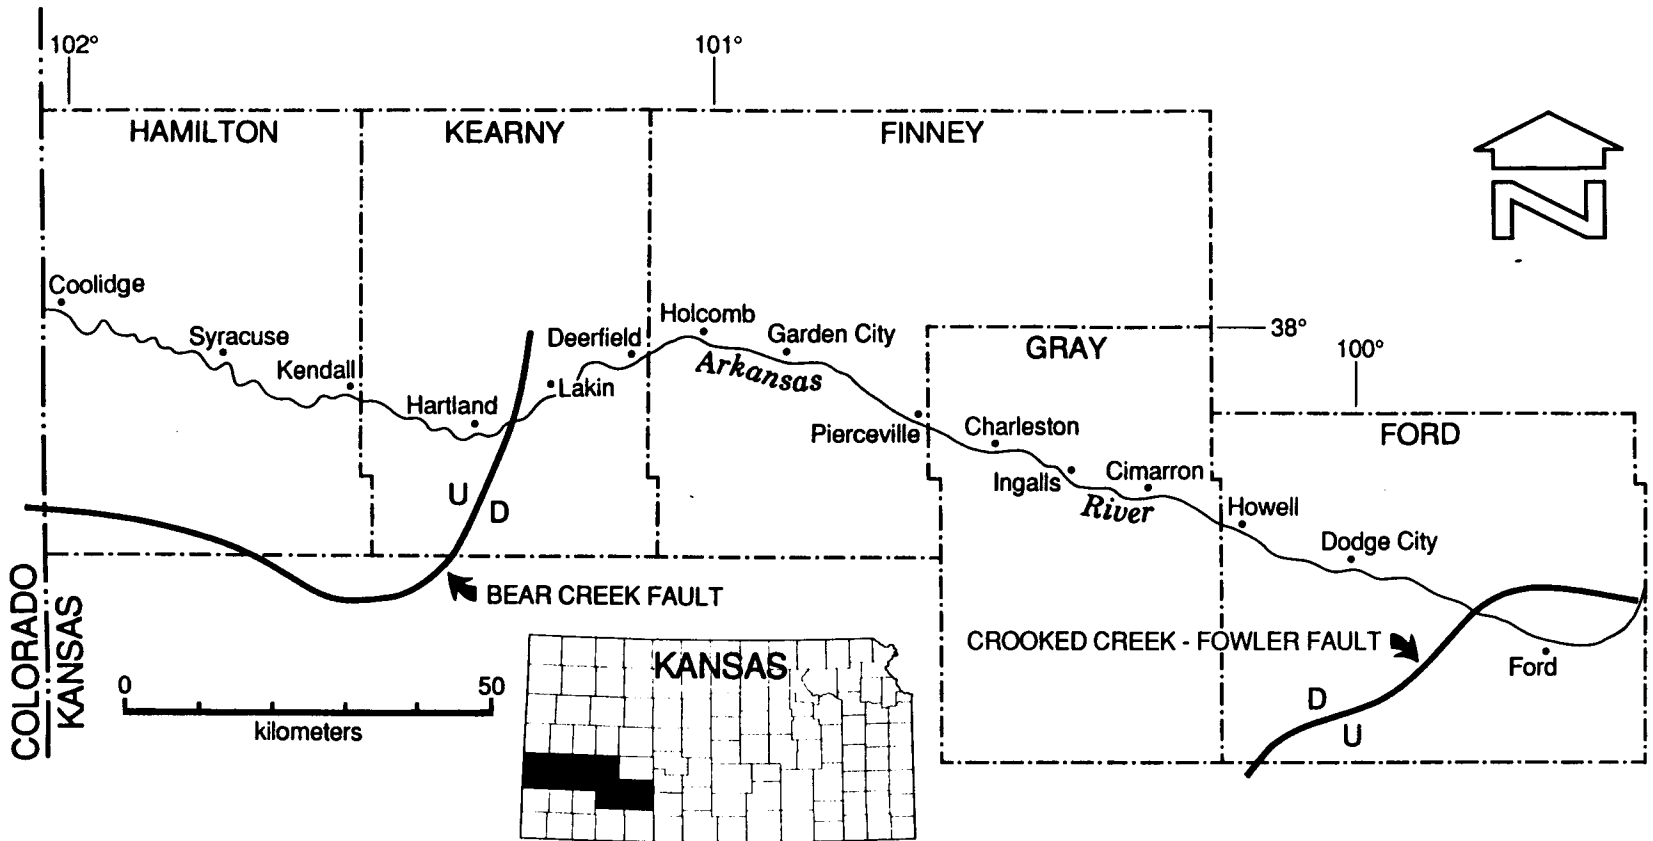 102°
101°
HAMILTON
KEARNY
FINNEY
N
Coolidge
Syracuse
Kendall
Hartland
Deerfield
Lakin
Holcomb
Garden City
Arkansas
GRAY
38°
100°
Pierceville
Charleston
Ingalls
Cimarron
River
FORD
Howell
Dodge City
U
D
BEAR CREEK FAULT
CROOKED CREEK - FOWLER FAULT
Ford
D
U
COLORADO
KANSAS
0
50
kilometers
KANSAS